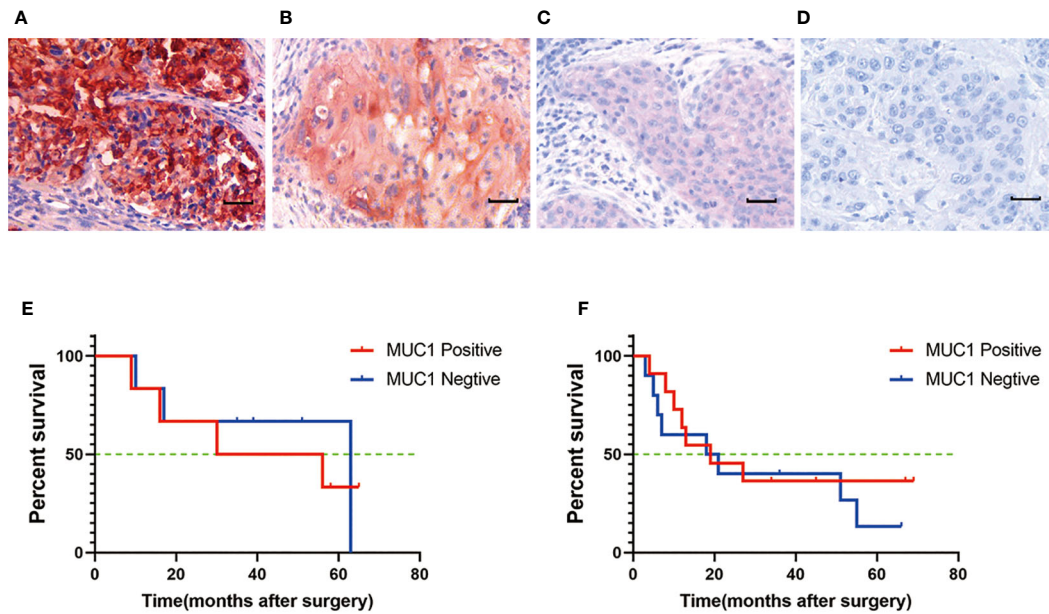 A
B
C
D
E
MUC1 Positive
MUC1 Negtive
100
50
0
Percent survival
0 20 40 60 80
Time(months after surgery)
F
MUC1 Positive
MUC1 Negtive
100
50
0
Percent survival
0 20 40 60 80
Time(months after surgery)